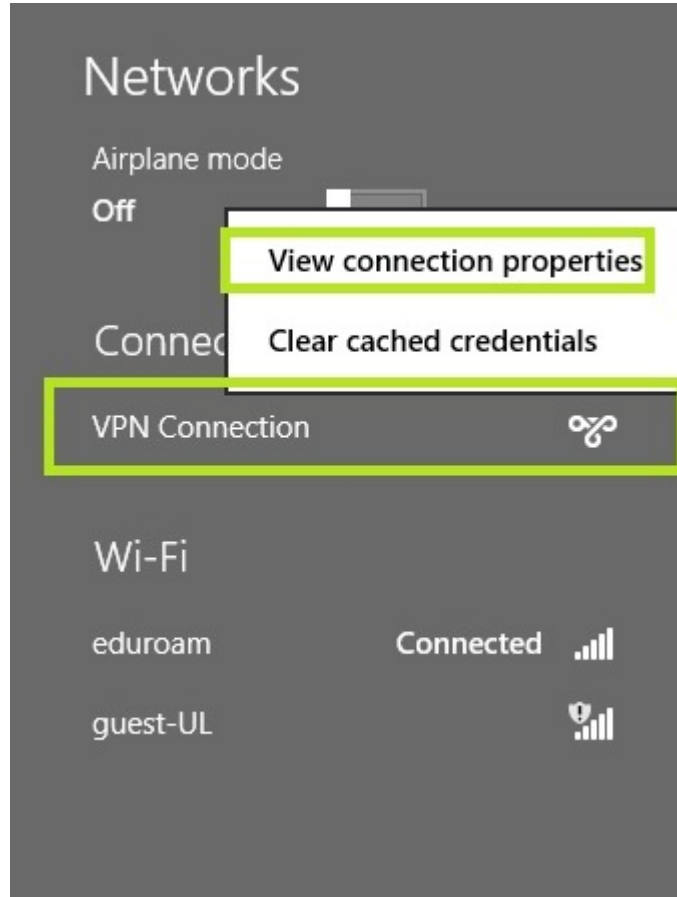 Networks
Airplane mode
Off
View connection properties
Connec
Clear cached credentials
VPN Connection
Wi-Fi
eduroam Connected
guest-UL